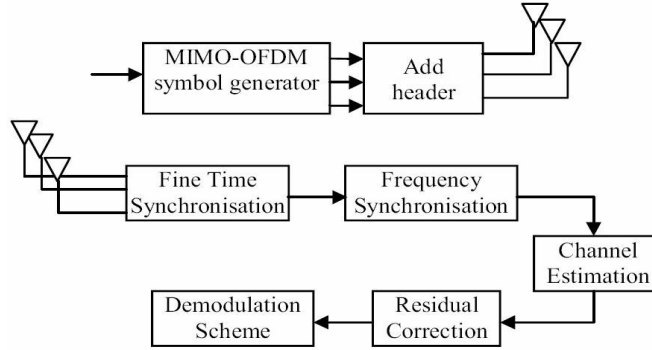 MIMO-OFDM
symbol generator
Add
header
Fine Time
Synchronisation
Frequency
Synchronisation
Channel
Estimation
Residual
Correction
Demodulation
Scheme